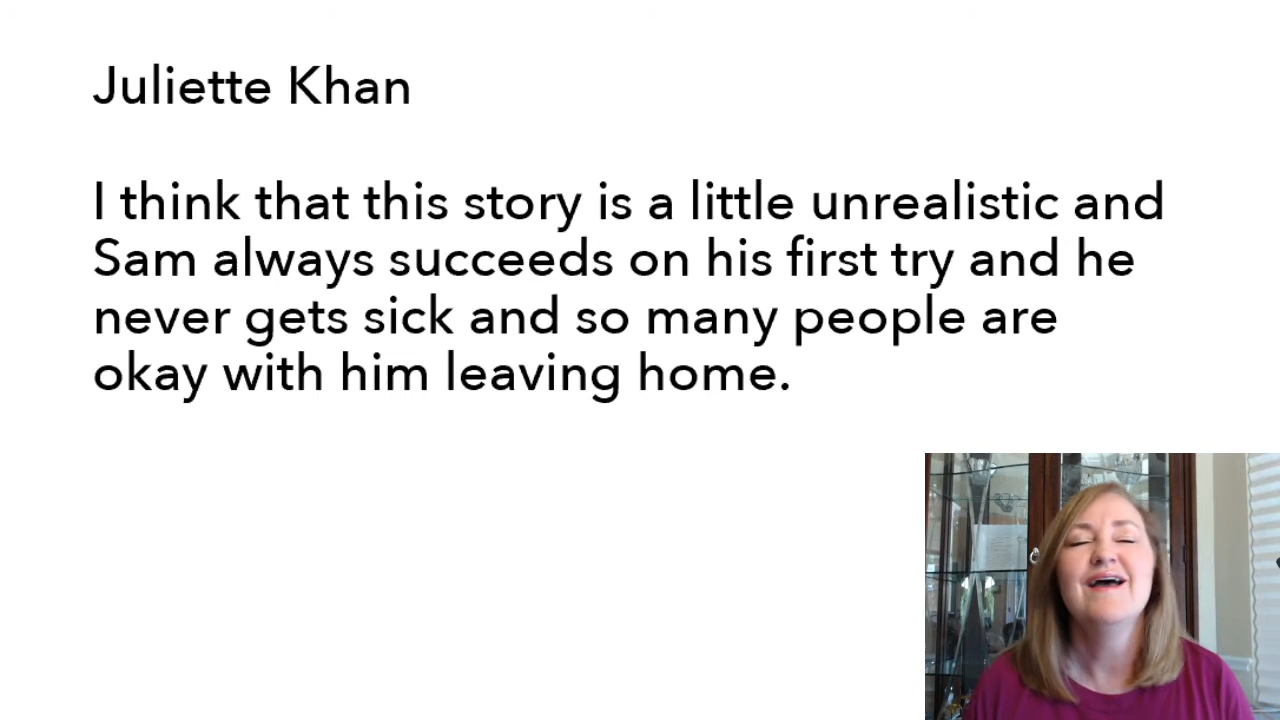 Juliette Khan
I think that this story is a little unrealistic and
Sam always succeeds on his first try and he
never gets sick and so many people are
okay with him leaving home.